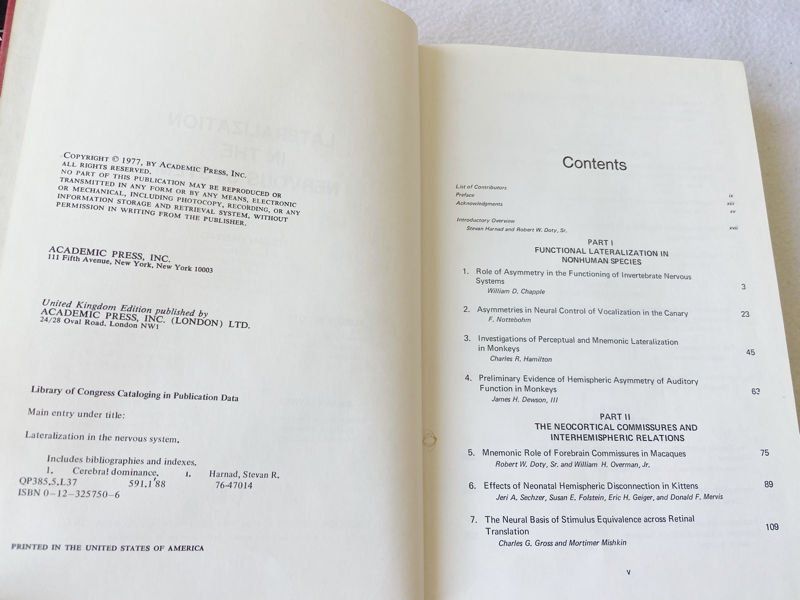 COPYRIGHT © 1977, BY ACADEMIC PRESS, INC.
ALL RIGHTS RESERVED.
NO PART OF THIS PUBLICATION MAY BE REPRODUCED OR
TRANSMITTED IN ANY FORM OR BY ANY MEANS, ELECTRONIC
OR MECHANICAL, INCLUDING PHOTOCOPY, RECORDING, OR ANY
INFORMATION STORAGE AND RETRIEVAL SYSTEM, WITHOUT
PERMISSION IN WRITING FROM THE PUBLISHER.
ACADEMIC PRESS, INC.
111 Fifth Avenue, New York, New York 10003
United Kingdom Edition published by
ACADEMIC PRESS, INC. (LONDON) LTD.
24/28 Oval Road, London NW1
Library of Congress Cataloging in Publication Data
Main entry under title:
Lateralization in the nervous system.
Includes bibliographies and indexes.
1. Cerebral dominance. I. Harnad, Stevan R.
QP385.5.L37 591.1'88 76-47014
ISBN 0-12-325750-6
PRINTED IN THE UNITED STATES OF AMERICA
Contents
List of Contributors ix
Preface xiii
Acknowledgments xv
Introductory Overview xvii
Stevan Harnad and Robert W. Doty, Sr.
PART I
FUNCTIONAL LATERALIZATION IN
NONHUMAN SPECIES
1. Role of Asymmetry in the Functioning of Invertebrate Nervous
Systems 3
William D. Chapple
2. Asymmetries in Neural Control of Vocalization in the Canary 23
F. Nottebohm
3. Investigations of Perceptual and Mnemonic Lateralization
in Monkeys 45
Charles R. Hamilton
4. Preliminary Evidence of Hemispheric Asymmetry of Auditory
Function in Monkeys 63
James H. Dewson, III
PART II
THE NEOCORTICAL COMMISSURES AND
INTERHEMISPHERIC RELATIONS
5. Mnemonic Role of Forebrain Commissures in Macaques 75
Robert W. Doty, Sr. and William H. Overman, Jr.
6. Effects of Neonatal Hemispheric Disconnection in Kittens 89
Jeri A. Sechzer, Susan E. Folstein, Eric H. Geiger, and Donald F. Mervis
7. The Neural Basis of Stimulus Equivalence across Retinal
Translation 109
Charles G. Gross and Mortimer Mishkin
v